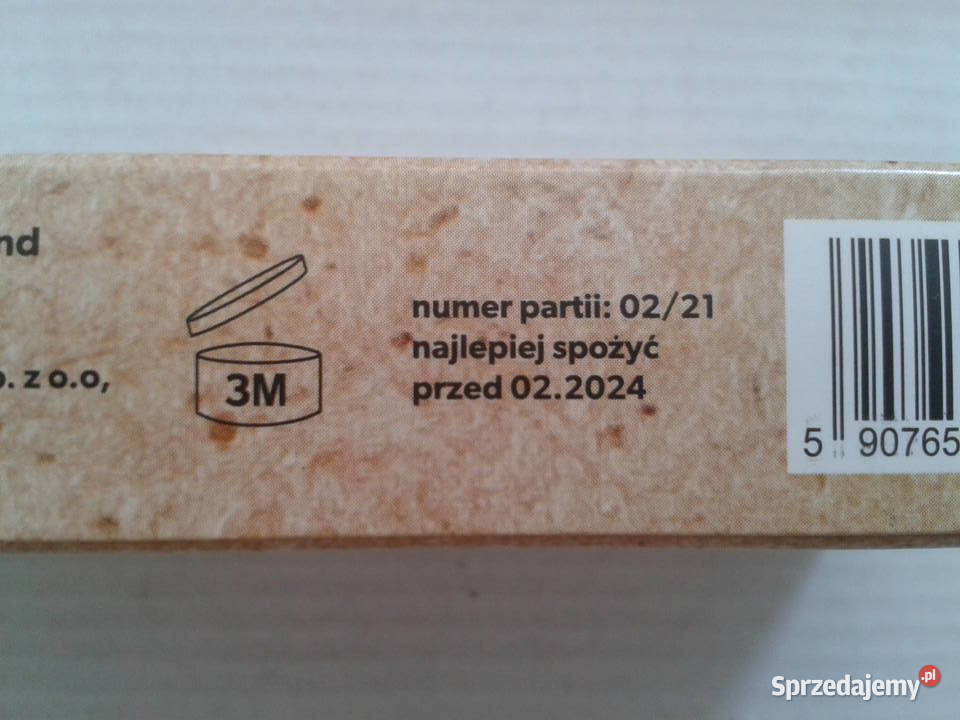 nd
z o.o,
3M
numer partii: 02/21
najlepiej spożyć
przed 02.2024
5 90765
Sprzedajemy.pl